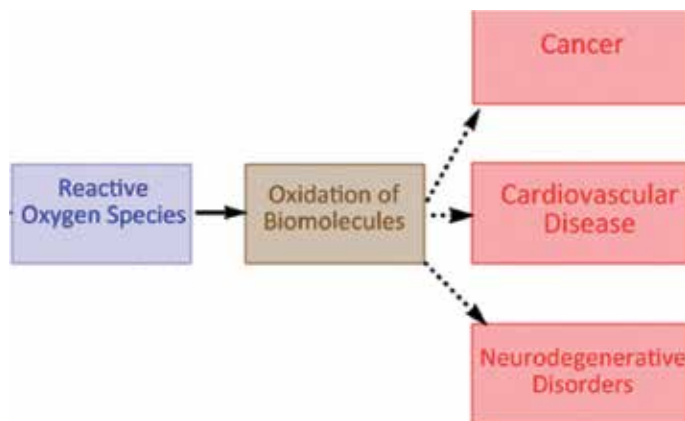 Cancer
Reactive
Oxygen Species
Oxidation of
Biomolecules
Cardiovascular
Disease
Neurodegenerative
Disorders